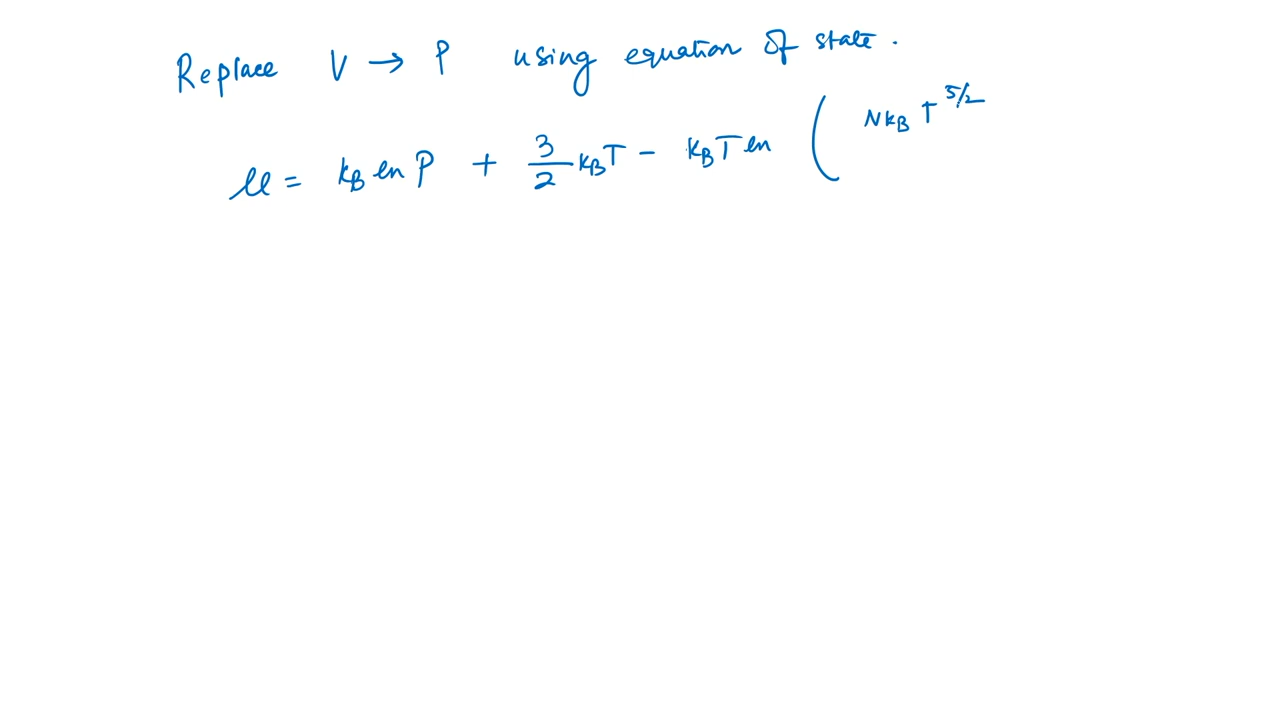 Replace V → P using equation of state.
μ = k_B ln P + 3/2 k_B T - k_B T ln ( N k_B T^{5/2}